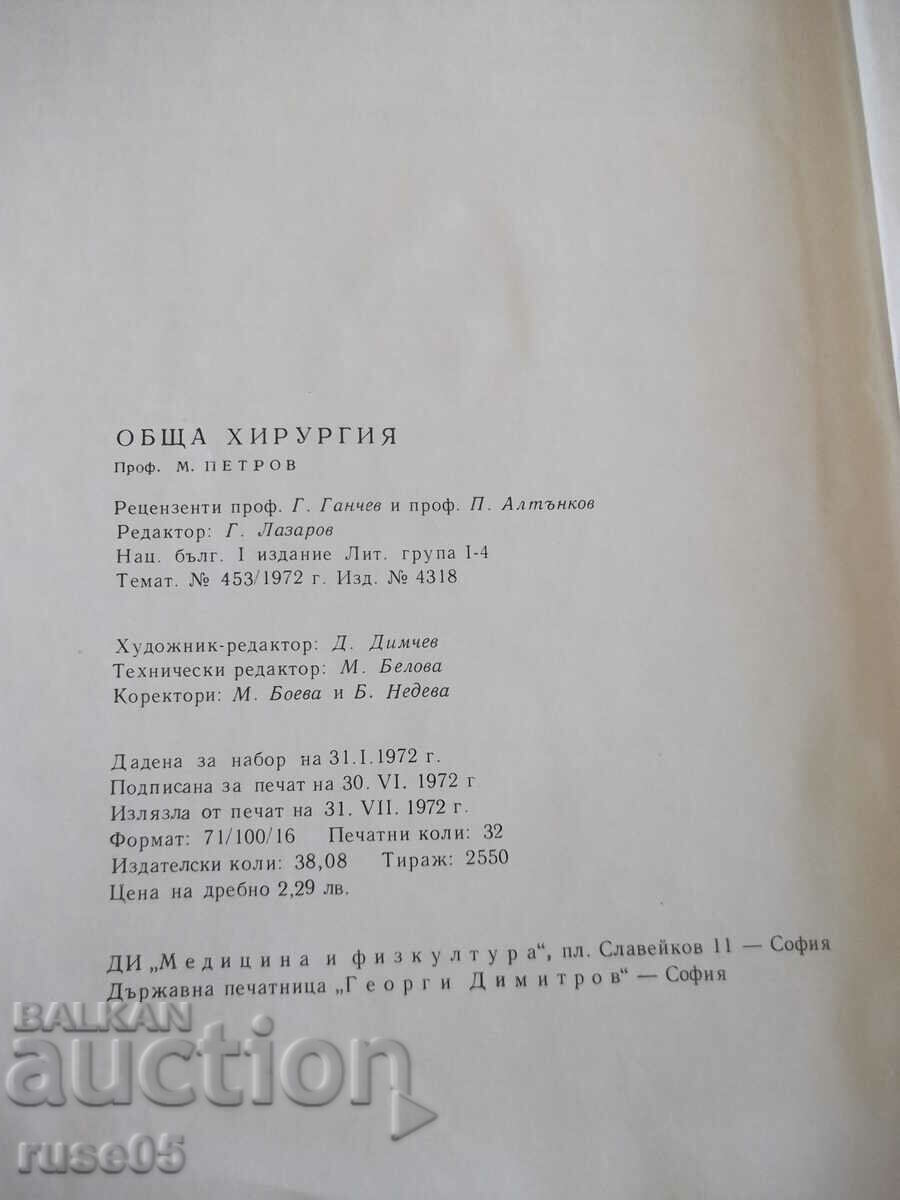 ОБЩА ХИРУРГИЯ
Проф. М. ПЕТРОВ
Рецензенти проф. Г. Ганчев и проф. П. Алтънков
Редактор: Г. Лазаров
Нац. бълг. I издание Лит. група I-4
Темат. № 453/1972 г. Изд. № 4318
Художник-редактор: Д. Димчев
Технически редактор: М. Белова
Коректори: М. Боева и Б. Недева
Дадена за набор на 31.I.1972 г.
Подписана за печат на 30. VI. 1972 г
Излязла от печат на 31. VII. 1972 г.
Формат: 71/100/16 Печатни коли: 32
Издателски коли: 38,08 Тираж: 2550
Цена на дребно 2,29 лв.
ДИ „Медицина и физкултура“, пл. Славейков 11 — София
Държавна печатница „Георги Димитров“ — София
BALKAN
auction
ruse05